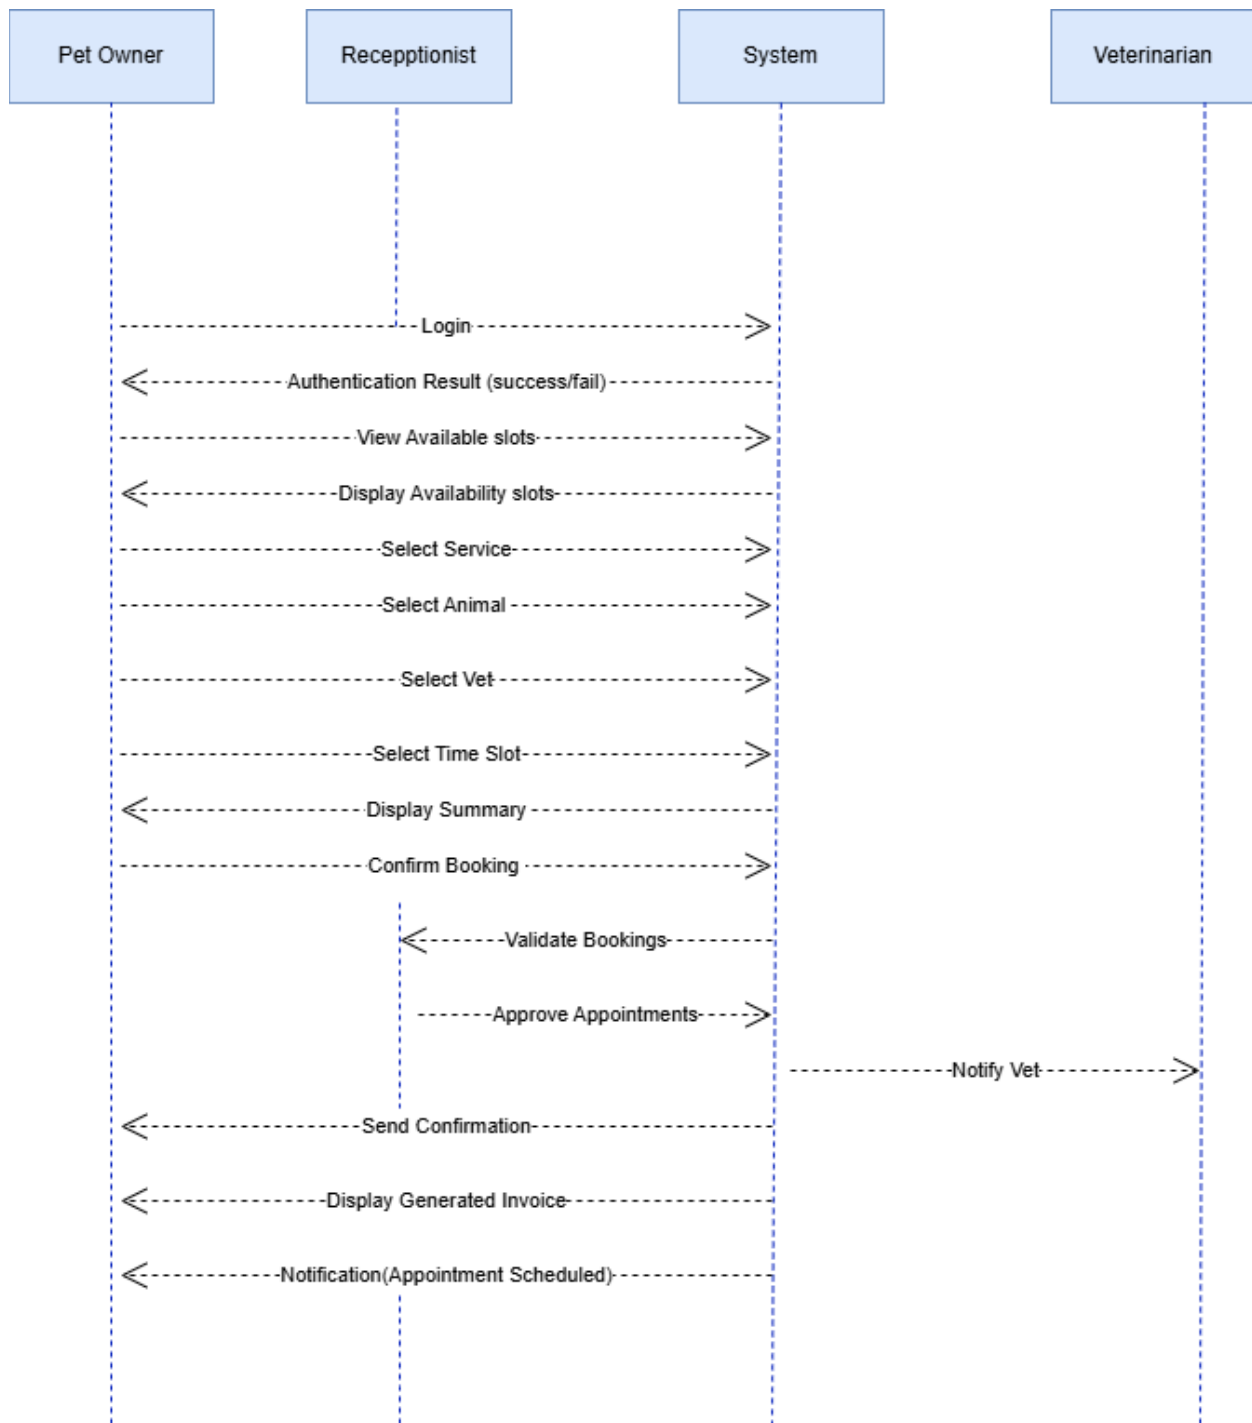 Pet Owner
Recepptionist
System
Veterinarian
Login
Authentication Result (success/fail)
View Available slots
Display Availability slots
Select Service
Select Animal
Select Vet
Select Time Slot
Display Summary
Confirm Booking
Validate Bookings
Approve Appointments
Notify Vet
Send Confirmation
Display Generated Invoice
Notification(Appointment Scheduled)